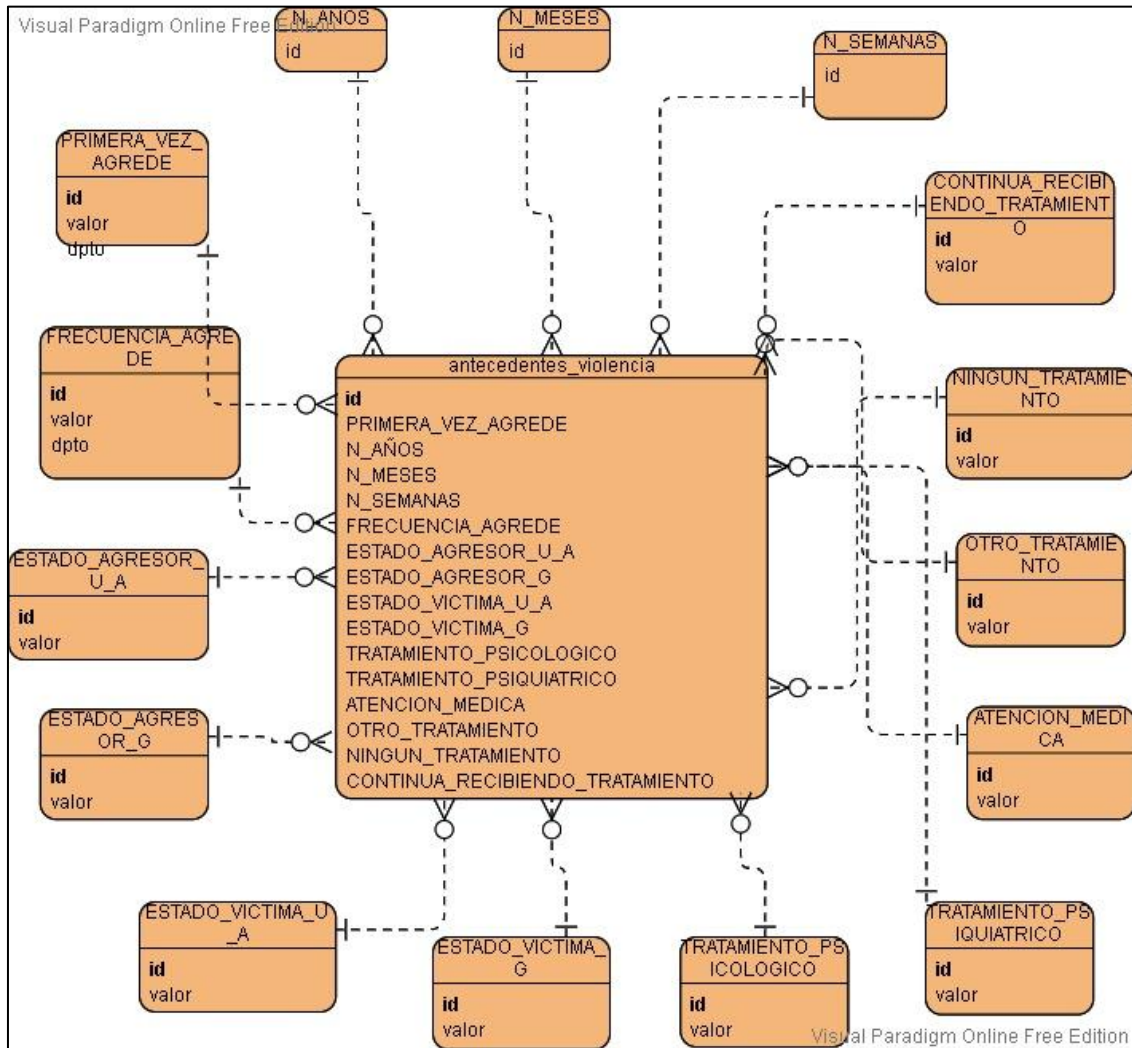 Visual Paradigm Online Free Edition
N_AÑOS
id
N_MESES
id
N_SEMANAS
id
PRIMERA_VEZ_
AGREDE
id
valor
dpto
CONTINUA_RECIBI
ENDO_TRATAMIENT
O
id
valor
FRECUENCIA_AGRE
DE
id
valor
dpto
antecedentes_violencia
id
PRIMERA_VEZ_AGREDE
N_AÑOS
N_MESES
N_SEMANAS
FRECUENCIA_AGREDE
ESTADO_AGRESOR_U_A
ESTADO_AGRESOR_G
ESTADO_VICTIMA_U_A
ESTADO_VICTIMA_G
TRATAMIENTO_PSICOLOGICO
TRATAMIENTO_PSIQUIATRICO
ATENCION_MEDICA
OTRO_TRATAMIENTO
NINGUN_TRATAMIENTO
CONTINUA_RECIBIENDO_TRATAMIENTO
NINGUN_TRATAMIE
NTO
id
valor
OTRO_TRATAMIE
NTO
id
valor
ESTADO_AGRESOR_
U_A
id
valor
ESTADO_AGRES
OR_G
id
valor
ATENCION_MEDI
CA
id
valor
ESTADO_VICTIMA_U
_A
id
valor
ESTADO_VICTIMA_
G
id
valor
TRATAMIENTO_PS
ICOLOGICO
id
valor
TRATAMIENTO_PS
IQUIATRICO
id
valor
Visual Paradigm Online Free Edition